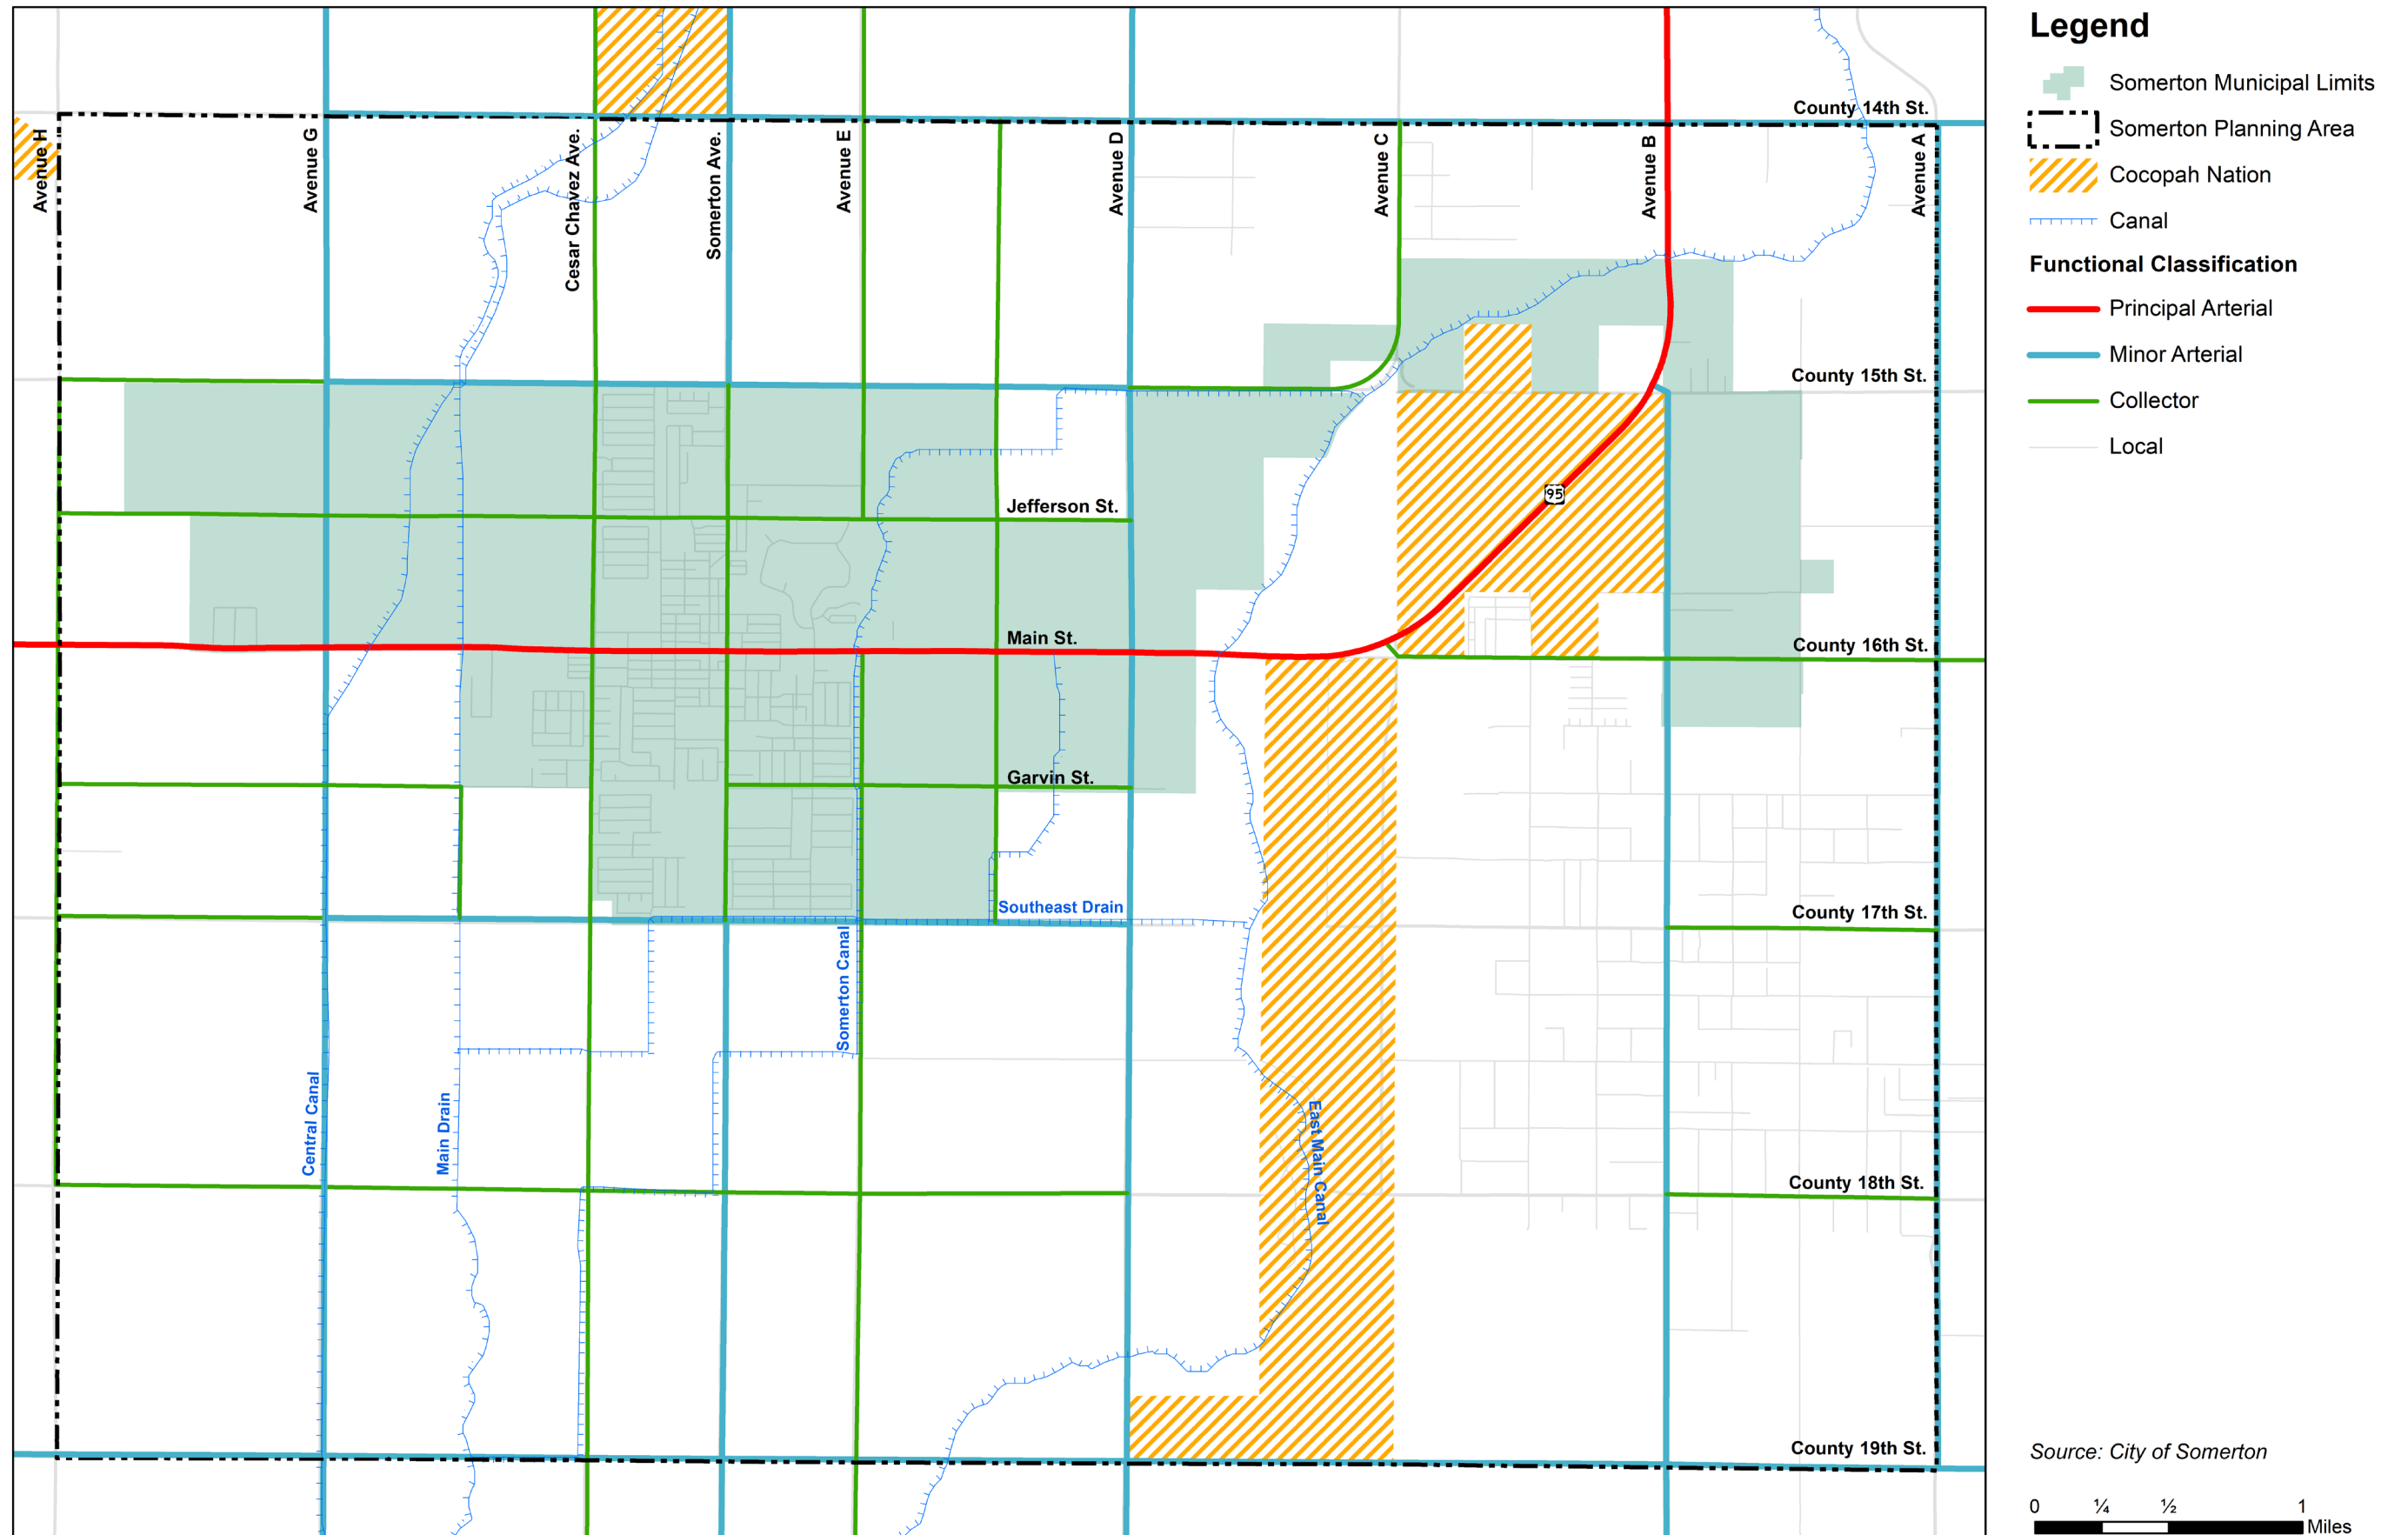 Legend
Somerton Municipal Limits
Somerton Planning Area
Cocopah Nation
Canal
Functional Classification
Principal Arterial
Minor Arterial
Collector
Local
County 14th St.
Avenue H
Avenue G
Cesar Chavez Ave.
Somerton Ave.
Avenue E
Avenue D
Avenue C
Avenue B
Avenue A
County 15th St.
95
Jefferson St.
Main St.
County 16th St.
Garvin St.
Southeast Drain
County 17th St.
Somerton Canal
Central Canal
Main Drain
East Main Canal
County 18th St.
County 19th St.
Source: City of Somerton
0 ¼ ½ 1
Miles